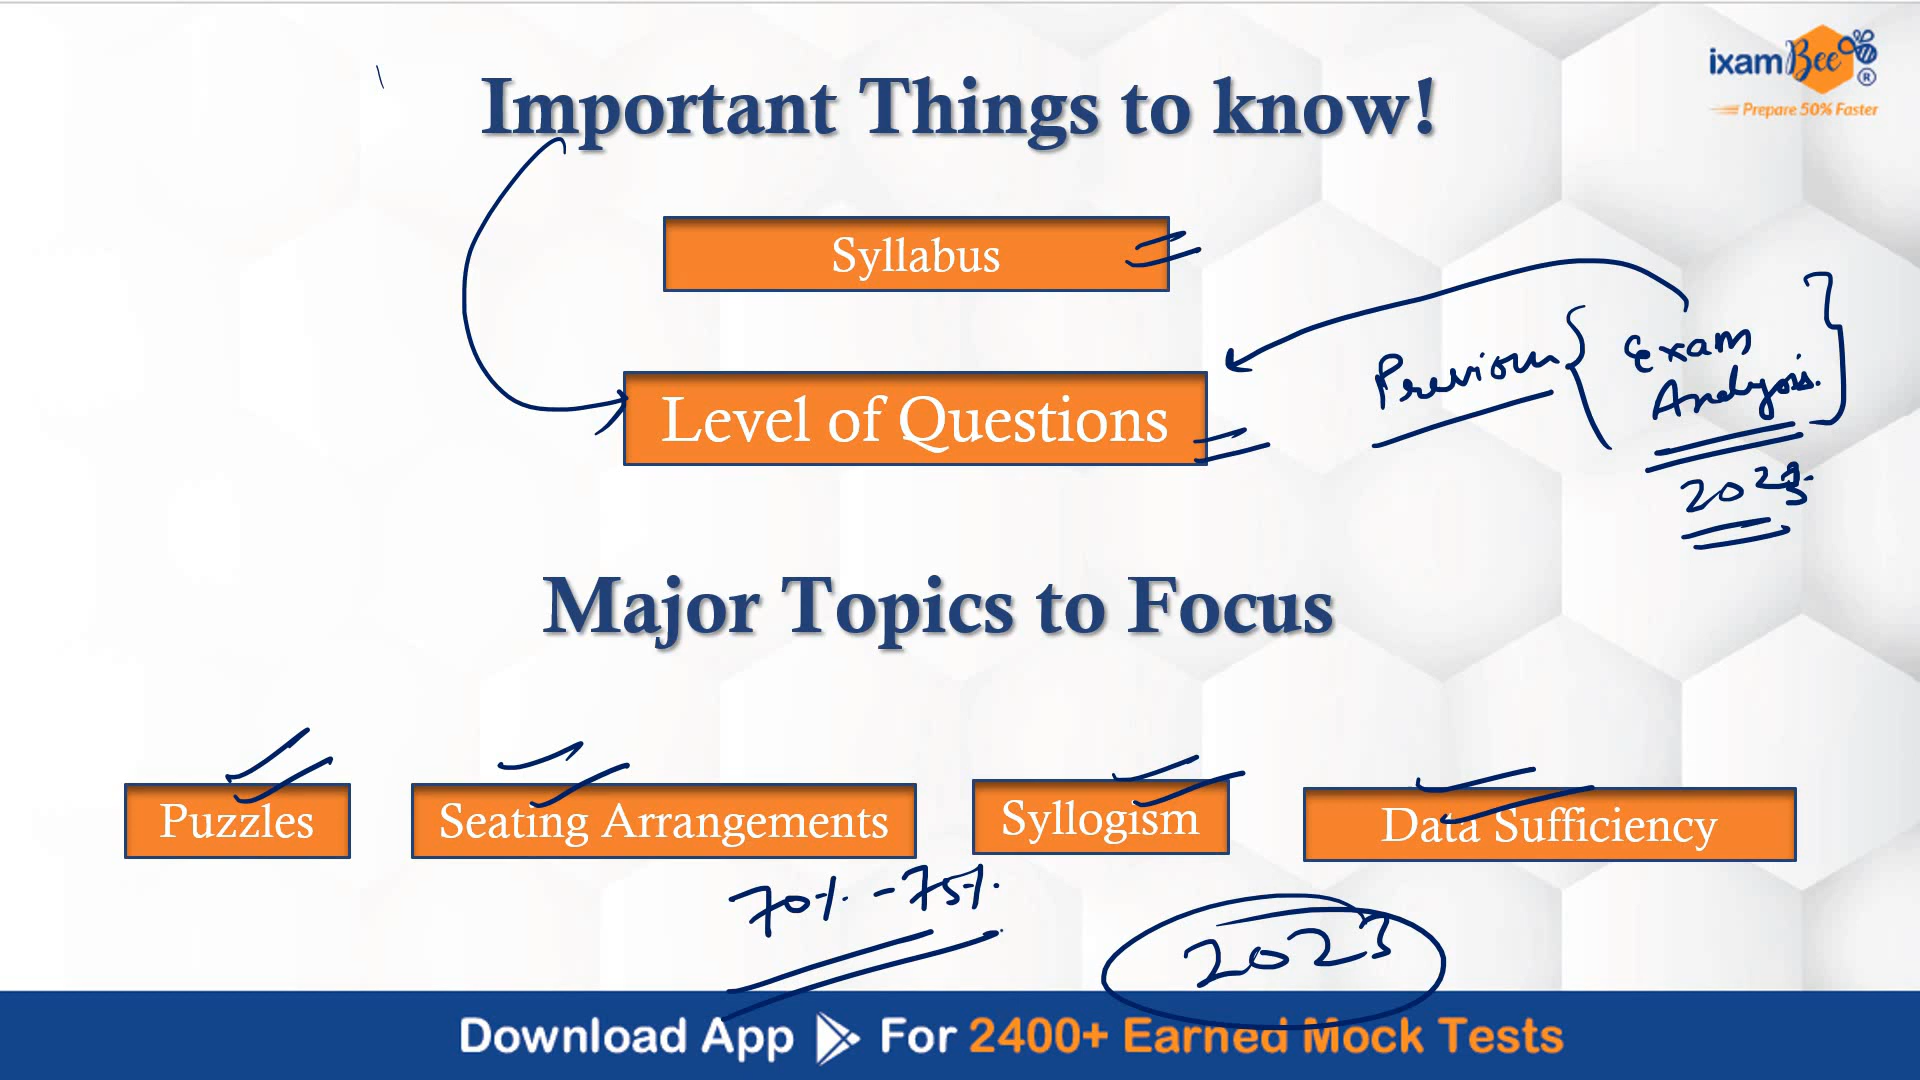 ixamBee
®
Prepare 50% Faster
Important Things to know!
Syllabus
Level of Questions
Previous { Exam
Analysis. }
2023.
Major Topics to Focus
Puzzles
Seating Arrangements
Syllogism
Data Sufficiency
70% - 75%.
2023
Download App For 2400+ Earned Mock Tests